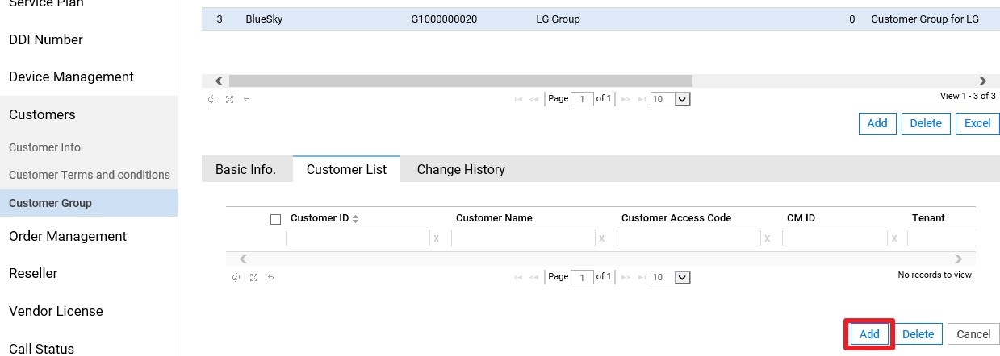 Service Plan
3 BlueSky G1000000020 LG Group 0 Customer Group for LG
DDI Number
Device Management
Page 1 of 1 10 View 1 - 3 of 3
Customers
Add Delete Excel
Customer Info.
Customer Terms and conditions
Basic Info. Customer List Change History
Customer Group
Customer ID Customer Name Customer Access Code CM ID Tenant
x x x x
Order Management
Reseller
Page 1 of 1 10 No records to view
Vendor License
Add Delete Cancel
Call Status